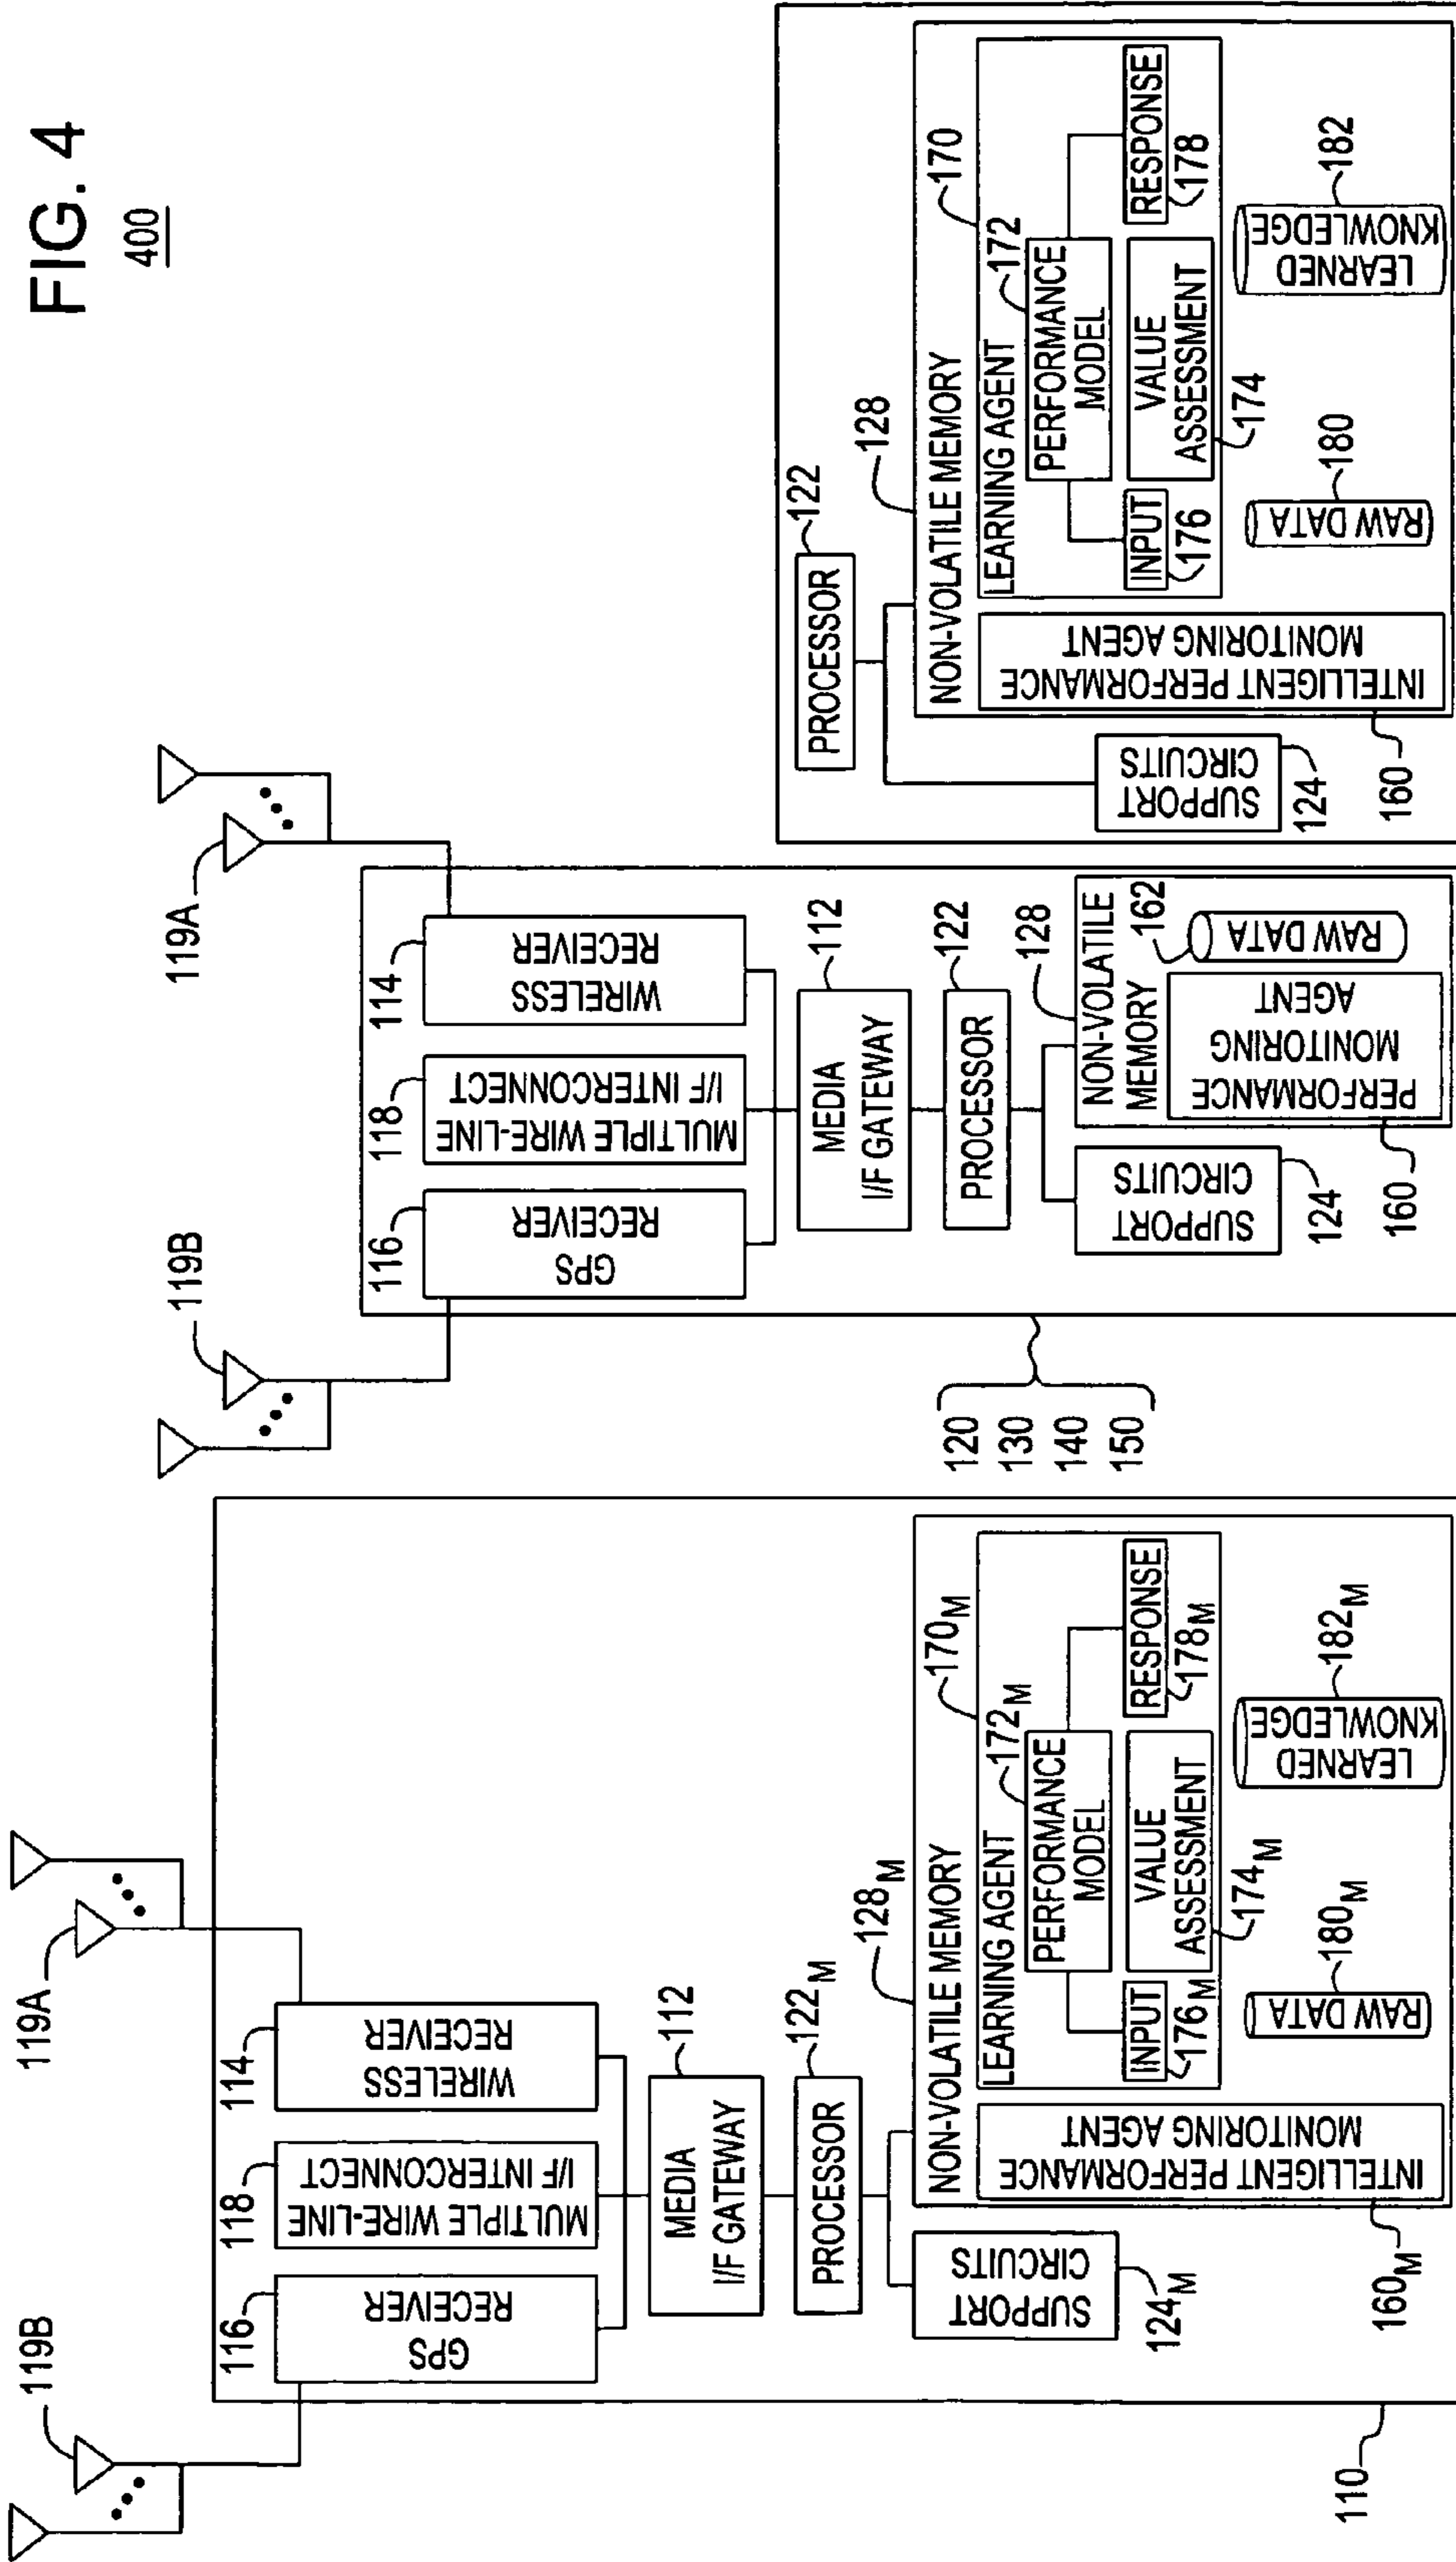 FIG. 4
400
119B
119A
116
GPS
RECEIVER
118
MULTIPLE WIRE-LINE
I/F INTERCONNECT
114
WIRELESS
RECEIVER
MEDIA
I/F GATEWAY
112
PROCESSOR
122M
SUPPORT
CIRCUITS
124M
NON-VOLATILE MEMORY
128M
INTELLIGENT PERFORMANCE
MONITORING AGENT
160M
LEARNING AGENT
170M
PERFORMANCE
MODEL
172M
INPUT
176M
VALUE
ASSESSMENT
174M
RESPONSE
178M
RAW DATA
180M
LEARNED
KNOWLEDGE
182M
110
119B
119A
116
GPS
RECEIVER
118
MULTIPLE WIRE-LINE
I/F INTERCONNECT
114
WIRELESS
RECEIVER
MEDIA
I/F GATEWAY
112
PROCESSOR
122
120
130
140
150
SUPPORT
CIRCUITS
124
NON-VOLATILE
MEMORY
128
162
PERFORMANCE
MONITORING
AGENT
160
RAW DATA
PROCESSOR
122
SUPPORT
CIRCUITS
124
NON-VOLATILE MEMORY
128
INTELLIGENT PERFORMANCE
MONITORING AGENT
160
LEARNING AGENT
170
PERFORMANCE
MODEL
172
INPUT
176
VALUE
ASSESSMENT
174
RESPONSE
178
RAW DATA
180
LEARNED
KNOWLEDGE
182